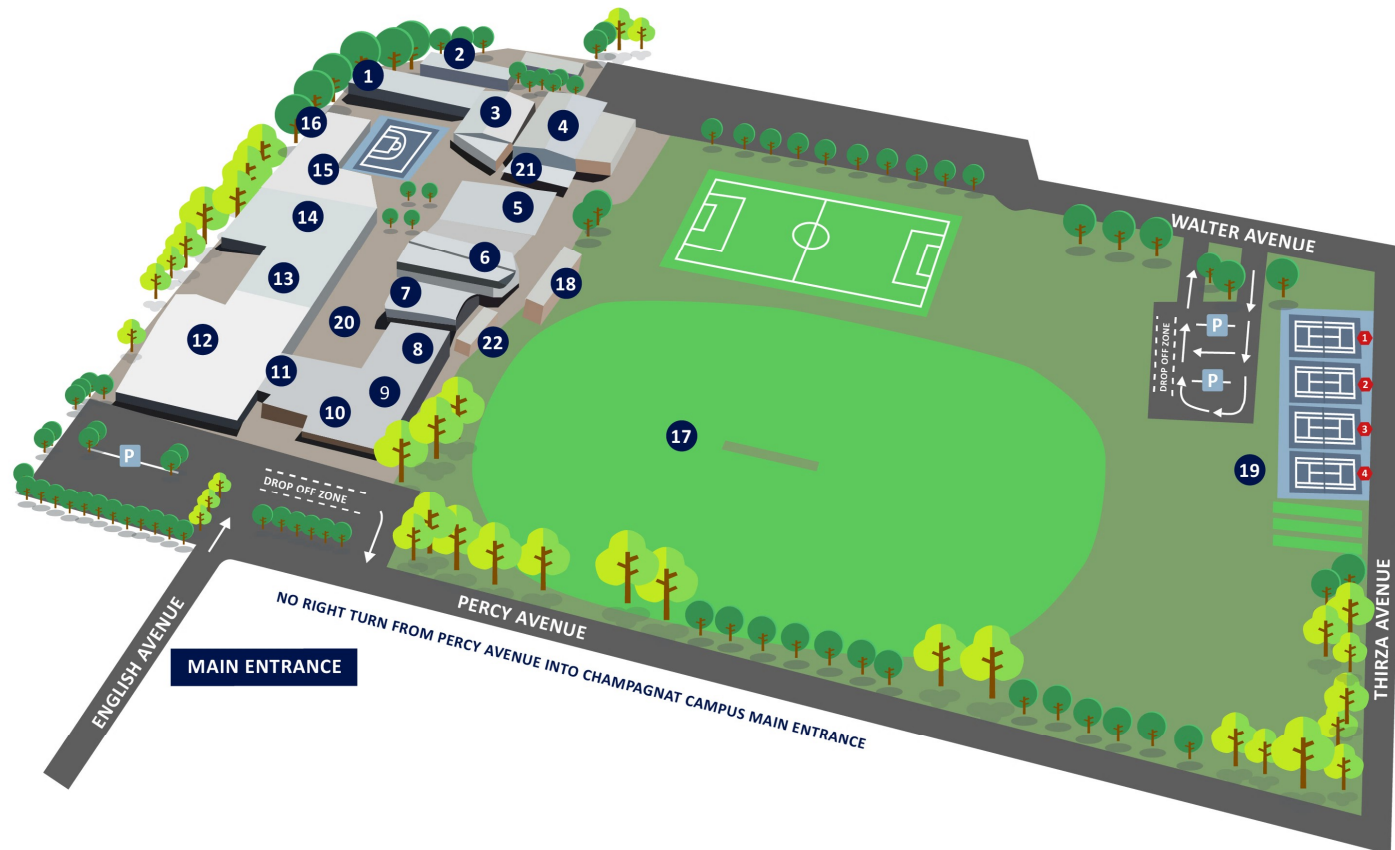 2
1
3
16
4
15
21
5
14
6
13
18
7
20
22
12
8
11
9
10
17
19
WALTER AVENUE
P
P
DROP OFF ZONE
1
2
3
4
P
DROP OFF ZONE
ENGLISH AVENUE
MAIN ENTRANCE
PERCY AVENUE
NO RIGHT TURN FROM PERCY AVENUE INTO CHAMPAGNAT CAMPUS MAIN ENTRANCE
THIRZA AVENUE